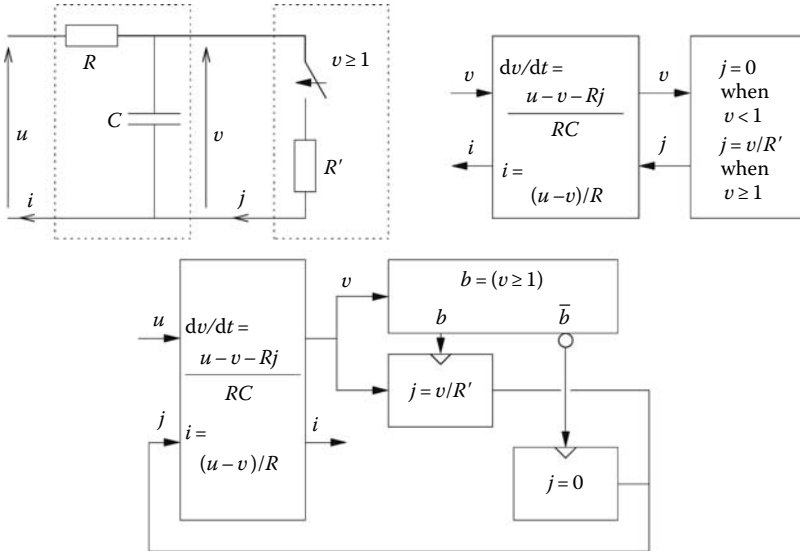 R
v ≥ 1
C
u
v
R′
i
j
v
i
dv/dt =
u – v – Rj
RC
i =
(u – v)/R
v
j
j = 0
when
v < 1
j = v/R′
when
v ≥ 1
u
j
dv/dt =
u – v – Rj
RC
i =
(u – v)/R
v
i
b = (v ≥ 1)
b
b̅
j = v/R′
j = 0